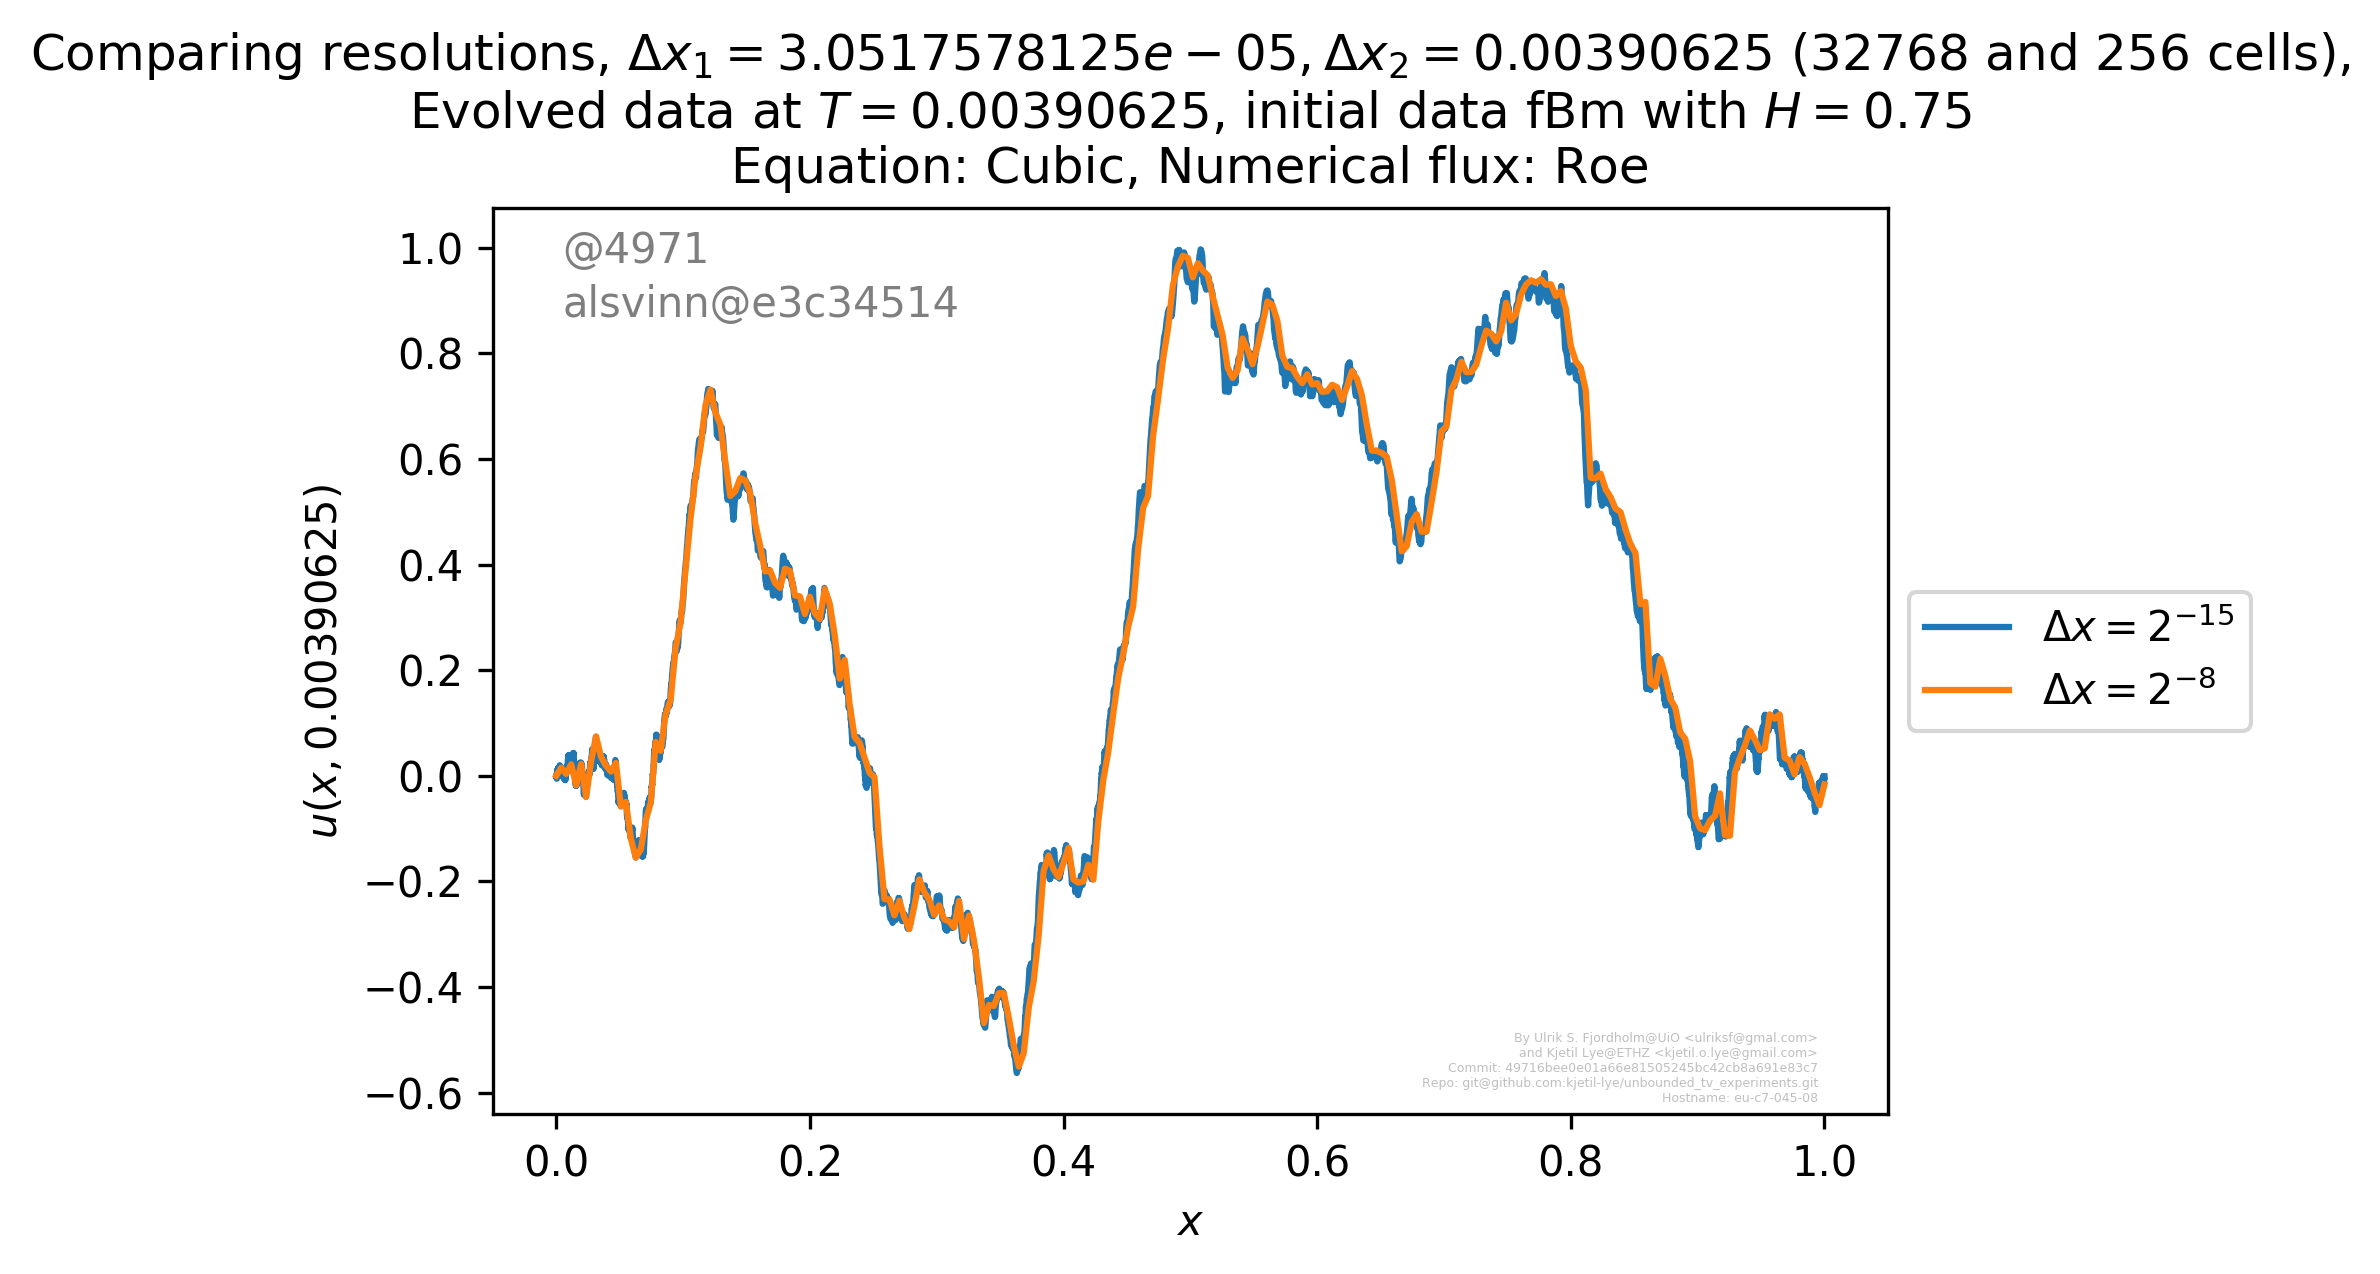 Comparing resolutions, Δx₁ = 3.0517578125e − 05, Δx₂ = 0.00390625 (32768 and 256 cells),
Evolved data at T = 0.00390625, initial data fBm with H = 0.75
Equation: Cubic, Numerical flux: Roe
@4971
alsvinn@e3c34514
1.0
0.8
0.6
0.4
0.2
0.0
−0.2
−0.4
−0.6
u(x, 0.00390625)
Δx = 2⁻¹⁵
Δx = 2⁻⁸
By Ulrik S. Fjordholm@UiO <ulriksf@gmal.com>
and Kjetil Lye@ETHZ <kjetil.o.lye@gmail.com>
Commit: 49716bee0e01a66e81505245bc42cb8a691e83c7
Repo: git@github.com:kjetil-lye/unbounded_tv_experiments.git
Hostname: eu-c7-045-08
0.0 0.2 0.4 0.6 0.8 1.0
x